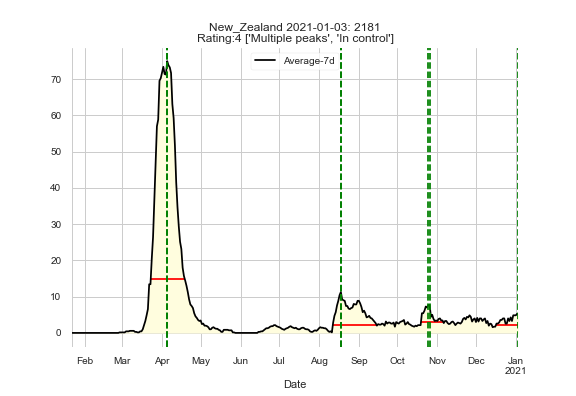 New_Zealand 2021-01-03: 2181
Rating:4 ['Multiple peaks', 'In control']
Average-7d
70
60
50
40
30
20
10
0
Feb Mar Apr May Jun Jul Aug Sep Oct Nov Dec Jan
2021
Date